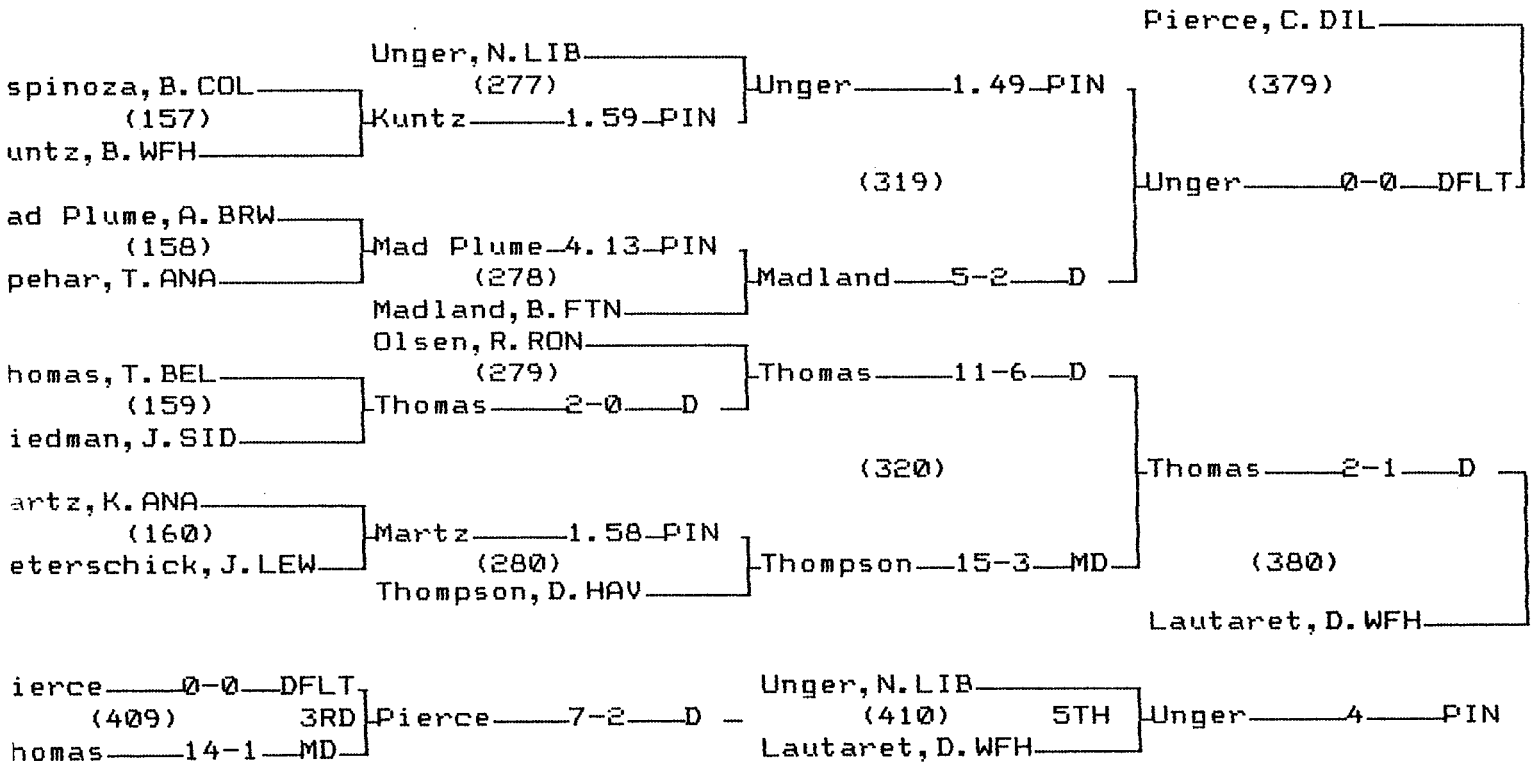 Pierce, C. DIL
Unger, N. LIB
spinoza, B. COL (277) Unger 1.49 PIN (379)
(157) Kuntz 1.59 PIN
untz, B. WFH
(319) Unger 0-0 DFLT
ad Plume, A. BRW
(158) Mad Plume 4.13 PIN
pehar, T. ANA (278) Madland 5-2 D
Madland, B. FTN
Olsen, R. RON
homas, T. BEL (279) Thomas 11-6 D
(159) Thomas 2-0 D
iedman, J. SID
(320) Thomas 2-1 D
artz, K. ANA
(160) Martz 1.58 PIN
eterschick, J. LEW (280) Thompson 15-3 MD (380)
Thompson, D. HAV
Lautaret, D. WFH
ierce 0-0 DFLT Unger, N. LIB
(409) 3RD Pierce 7-2 D (410) 5TH Unger 4 PIN
homas 14-1 MD Lautaret, D. WFH